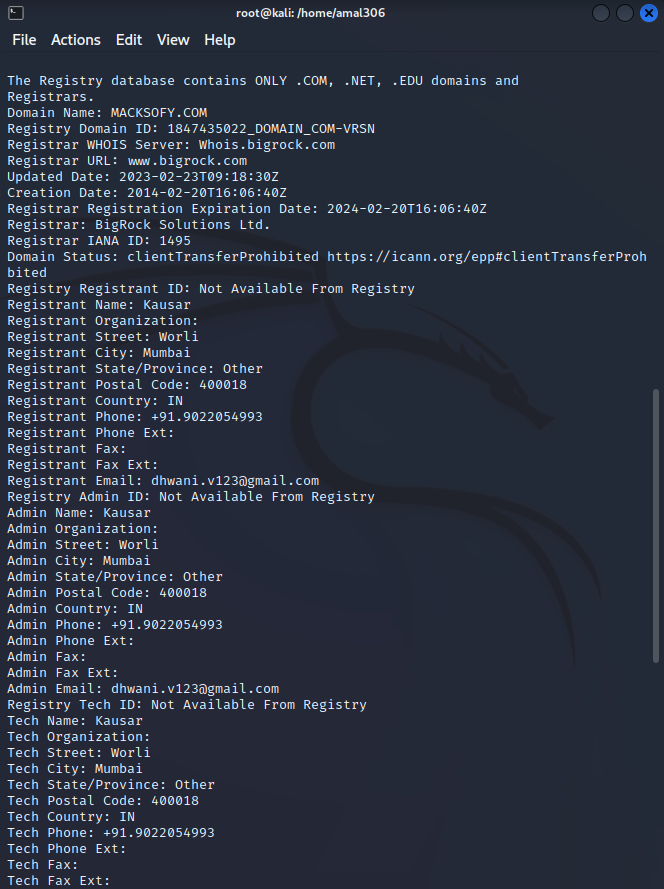 root@kali: /home/amal306
File Actions Edit View Help
The Registry database contains ONLY .COM, .NET, .EDU domains and
Registrars.
Domain Name: MACKSOFY.COM
Registry Domain ID: 1847435022_DOMAIN_COM-VRSN
Registrar WHOIS Server: Whois.bigrock.com
Registrar URL: www.bigrock.com
Updated Date: 2023-02-23T09:18:30Z
Creation Date: 2014-02-20T16:06:40Z
Registrar Registration Expiration Date: 2024-02-20T16:06:40Z
Registrar: BigRock Solutions Ltd.
Registrar IANA ID: 1495
Domain Status: clientTransferProhibited https://icann.org/epp#clientTransferProh
bited
Registry Registrant ID: Not Available From Registry
Registrant Name: Kausar
Registrant Organization:
Registrant Street: Worli
Registrant City: Mumbai
Registrant State/Province: Other
Registrant Postal Code: 400018
Registrant Country: IN
Registrant Phone: +91.9022054993
Registrant Phone Ext:
Registrant Fax:
Registrant Fax Ext:
Registrant Email: dhwani.v123@gmail.com
Registry Admin ID: Not Available From Registry
Admin Name: Kausar
Admin Organization:
Admin Street: Worli
Admin City: Mumbai
Admin State/Province: Other
Admin Postal Code: 400018
Admin Country: IN
Admin Phone: +91.9022054993
Admin Phone Ext:
Admin Fax:
Admin Fax Ext:
Admin Email: dhwani.v123@gmail.com
Registry Tech ID: Not Available From Registry
Tech Name: Kausar
Tech Organization:
Tech Street: Worli
Tech City: Mumbai
Tech State/Province: Other
Tech Postal Code: 400018
Tech Country: IN
Tech Phone: +91.9022054993
Tech Phone Ext:
Tech Fax:
Tech Fax Ext: